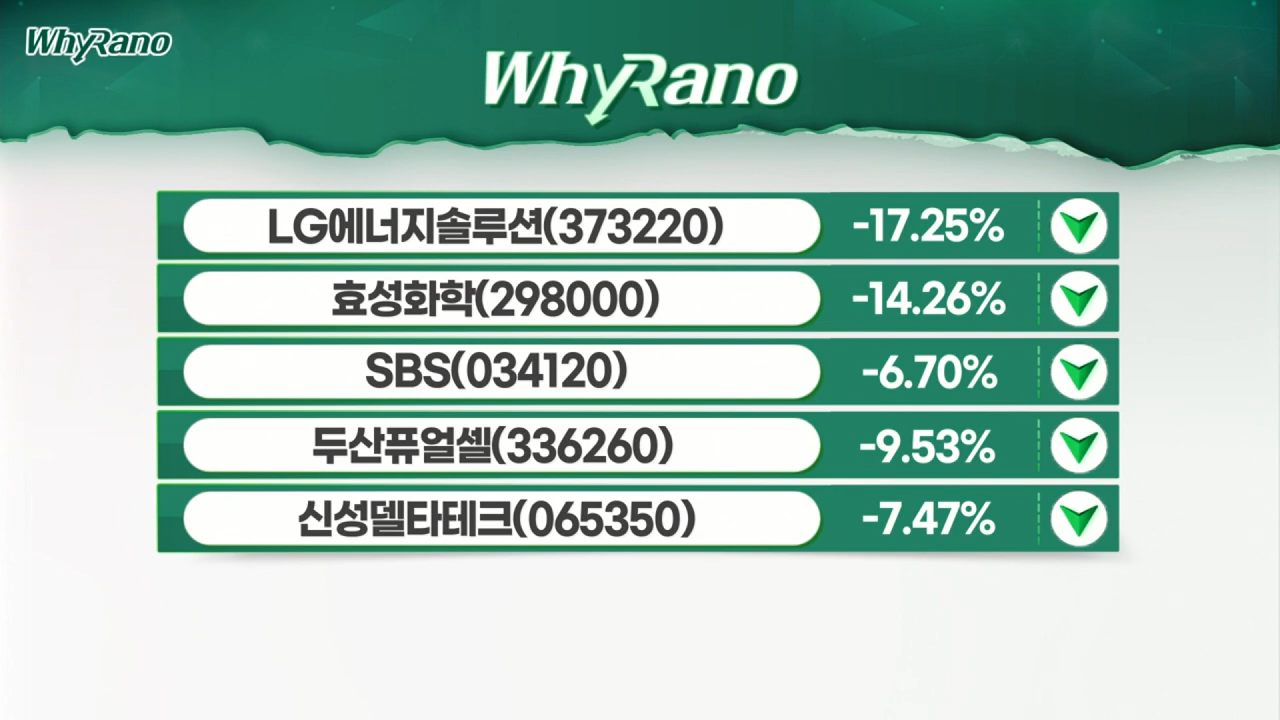 WhyRano
WhyRano
LG에너지솔루션(373220) -17.25%
효성화학(298000) -14.26%
SBS(034120) -6.70%
두산퓨얼셀(336260) -9.53%
신성델타테크(065350) -7.47%